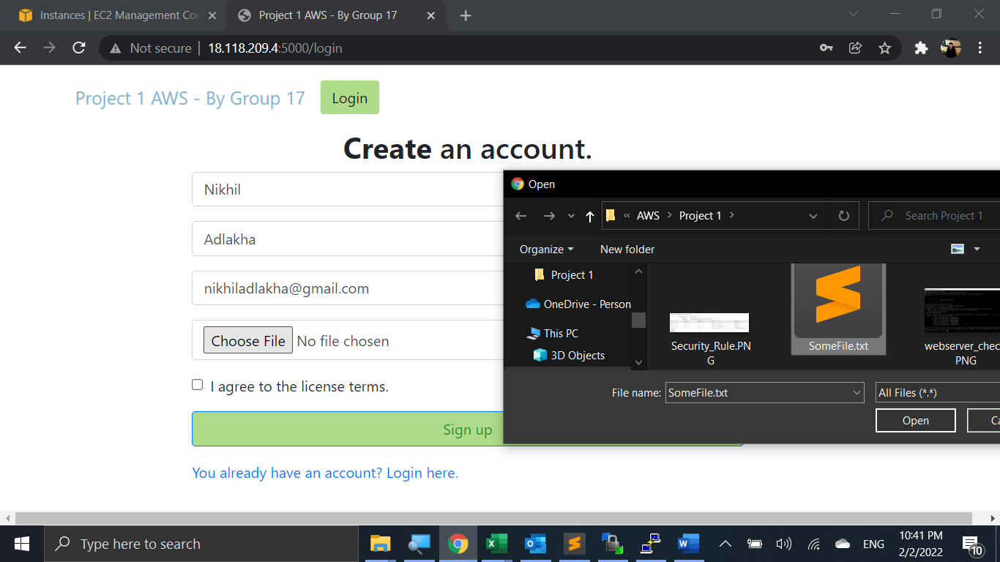 Instances | EC2 Management Con
Project 1 AWS - By Group 17
Not secure
18.118.209.4:5000/login
Project 1 AWS - By Group 17
Login
Create an account.
Nikhil
Adlakha
nikhiladlakha@gmail.com
Choose File No file chosen
I agree to the license terms.
Sign up
You already have an account? Login here.
Open
« AWS > Project 1 >
Search Project 1
Organize
New folder
Project 1
OneDrive - Person
This PC
3D Objects
Security_Rule.PN
G
SomeFile.txt
webserver_chec
PNG
File name: SomeFile.txt
All Files (*.*)
Open
Ca
Type here to search
ENG
10:41 PM
2/2/2022
10